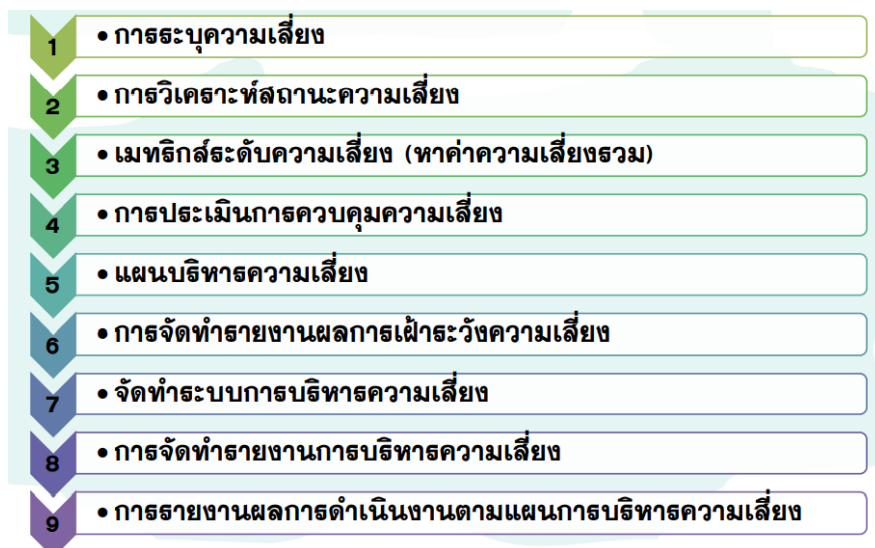 1 • การระบุความเสี่ยง
2 • การวิเคราะห์สถานะความเสี่ยง
3 • เมทริกส์ระดับความเสี่ยง (หาค่าความเสี่ยงรวม)
4 • การประเมินการควบคุมความเสี่ยง
5 • แผนบริหารความเสี่ยง
6 • การจัดทำรายงานผลการเฝ้าระวังความเสี่ยง
7 • จัดทำระบบการบริหารความเสี่ยง
8 • การจัดทำรายงานการบริหารความเสี่ยง
9 • การรายงานผลการดำเนินงานตามแผนการบริหารความเสี่ยง